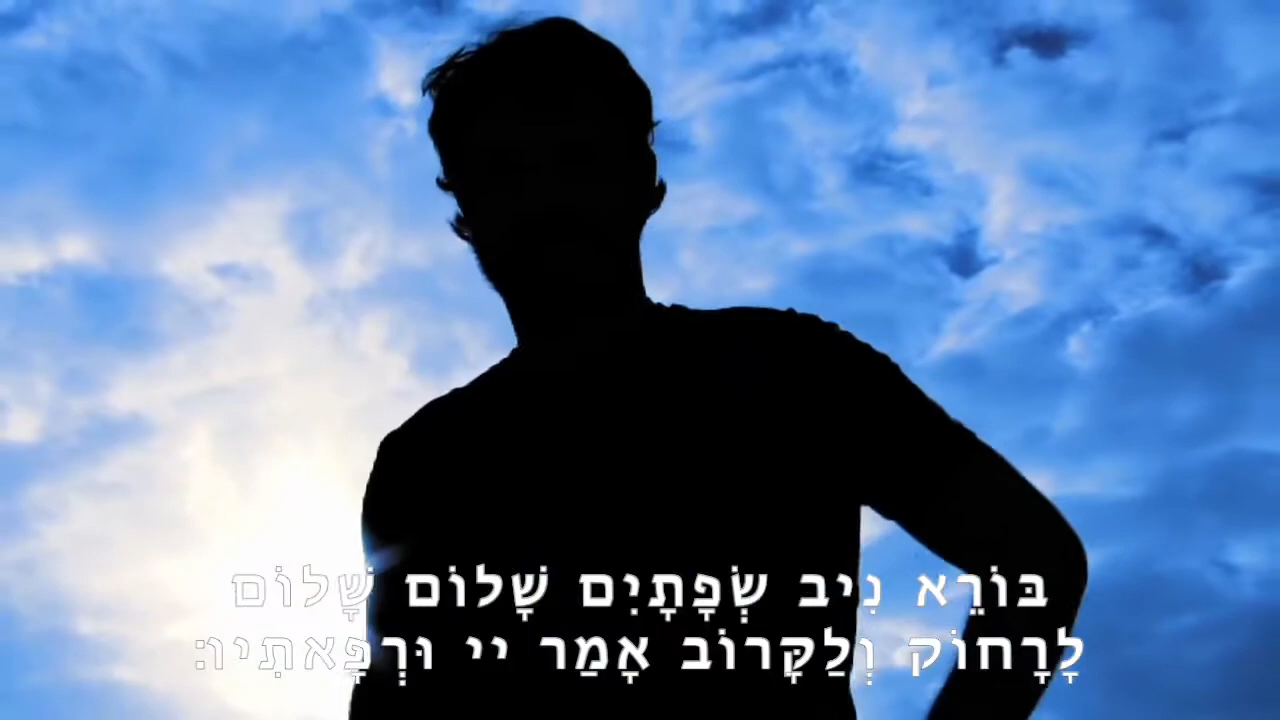 בּוֹרֵא נִיב שְׂפָתָיִם שָׁלוֹם שָׁלוֹם
לָרָחוֹק וְלַקָּרוֹב אָמַר יי וּרְפָאתִיו: